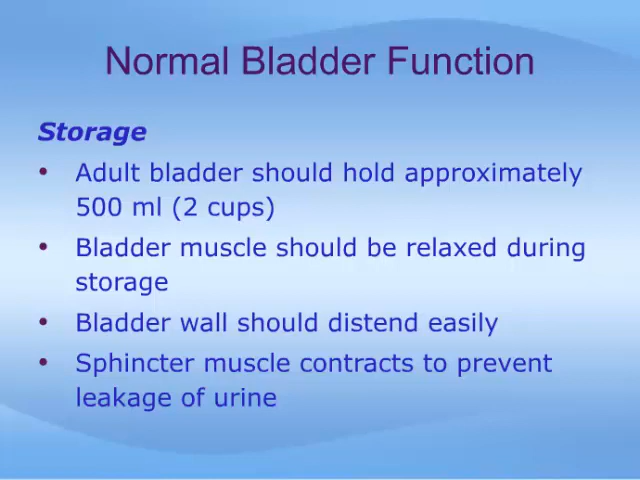 Normal Bladder Function
Storage
• Adult bladder should hold approximately
500 ml (2 cups)
• Bladder muscle should be relaxed during
storage
• Bladder wall should distend easily
• Sphincter muscle contracts to prevent
leakage of urine